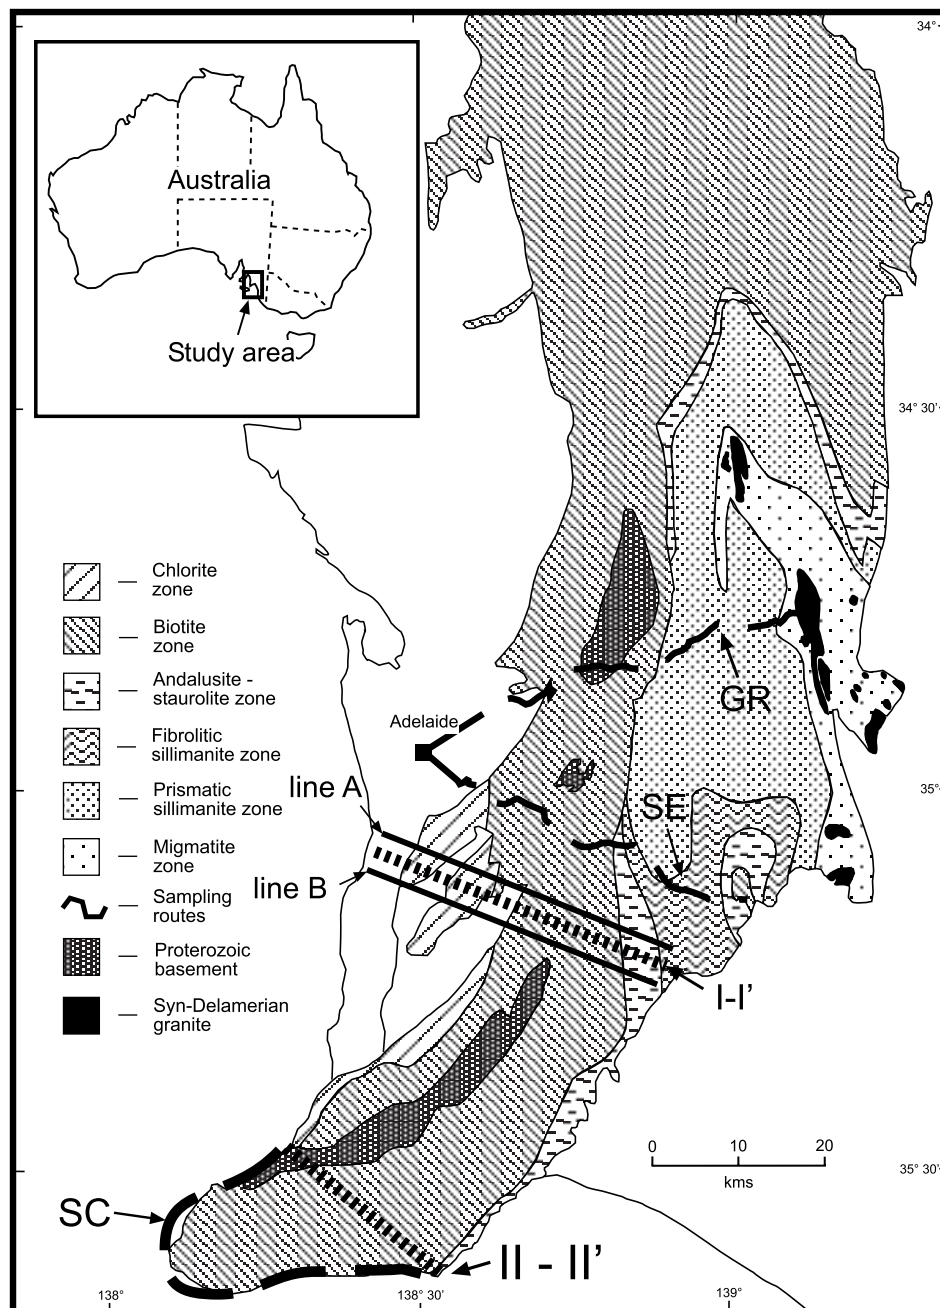 34°
Australia
Study area
34° 30'
Chlorite
zone
Biotite
zone
Andalusite -
staurolite zone
Fibrolitic
sillimanite zone
Prismatic
sillimanite zone
Migmatite
zone
Sampling
routes
Proterozoic
basement
Syn-Delamerian
granite
GR
Adelaide
35°
line A
SE
line B
I-I’
0 10 20
kms
35° 30'
SC
II - II’
138°
138° 30'
139°